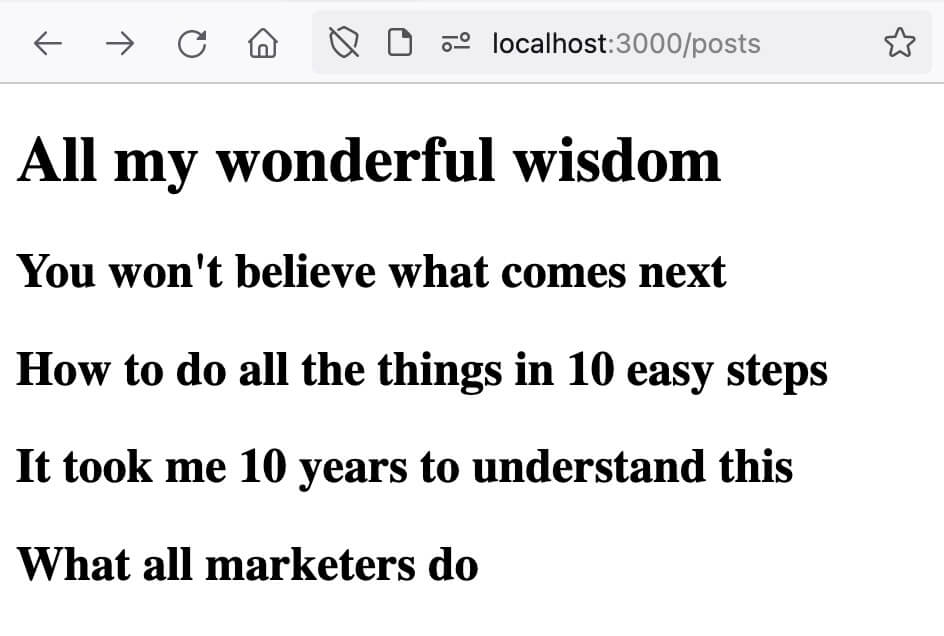 localhost:3000/posts
All my wonderful wisdom
You won't believe what comes next
How to do all the things in 10 easy steps
It took me 10 years to understand this
What all marketers do